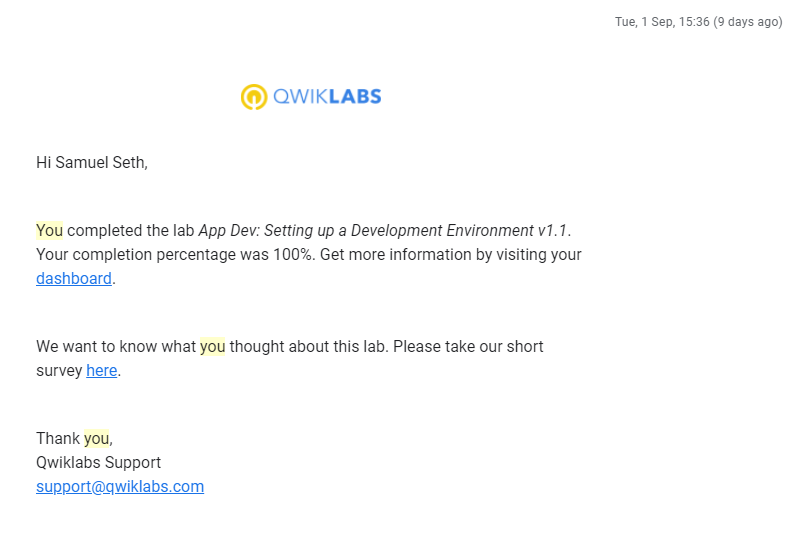 Tue, 1 Sep, 15:36 (9 days ago)
QWIKLABS
Hi Samuel Seth,
You completed the lab App Dev: Setting up a Development Environment v1.1.
Your completion percentage was 100%. Get more information by visiting your
dashboard.
We want to know what you thought about this lab. Please take our short
survey here.
Thank you,
Qwiklabs Support
support@qwiklabs.com